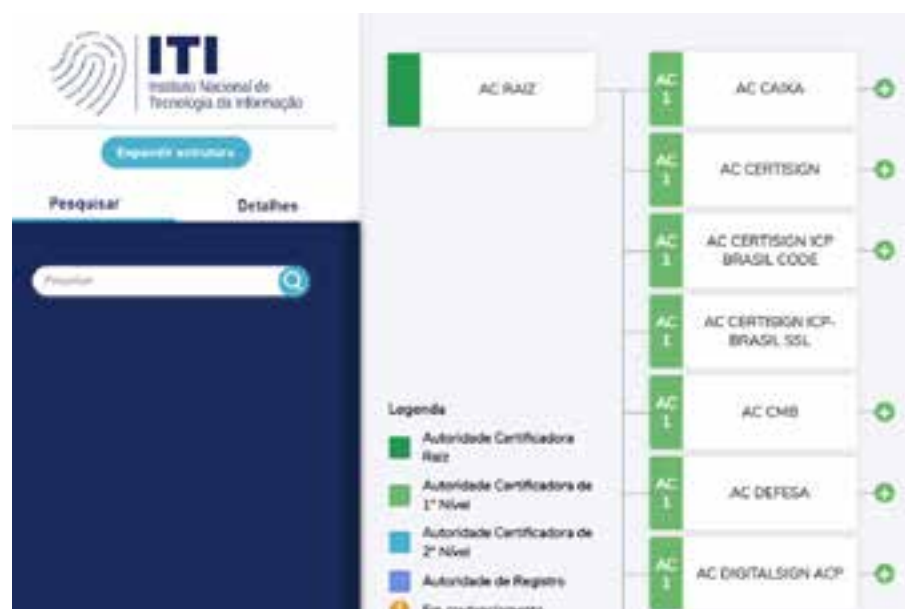 ITI
Instituto Nacional de
Tecnologia da Informação
Expandir estrutura
Pesquisar
Detalhes
Pesquisar
AC RAIZ
AC
1
AC CAIXA
AC
1
AC CERTISIGN
AC
1
AC CERTISIGN ICP
BRASIL CODE
AC
1
AC CERTISIGN ICP-
BRASIL SSL
AC
1
AC CMB
AC
1
AC DEFESA
AC
1
AC DIGITALSIGN ACP
Legenda
Autoridade Certificadora
Raiz
Autoridade Certificadora de
1º Nível
Autoridade Certificadora de
2º Nível
Autoridade de Registro